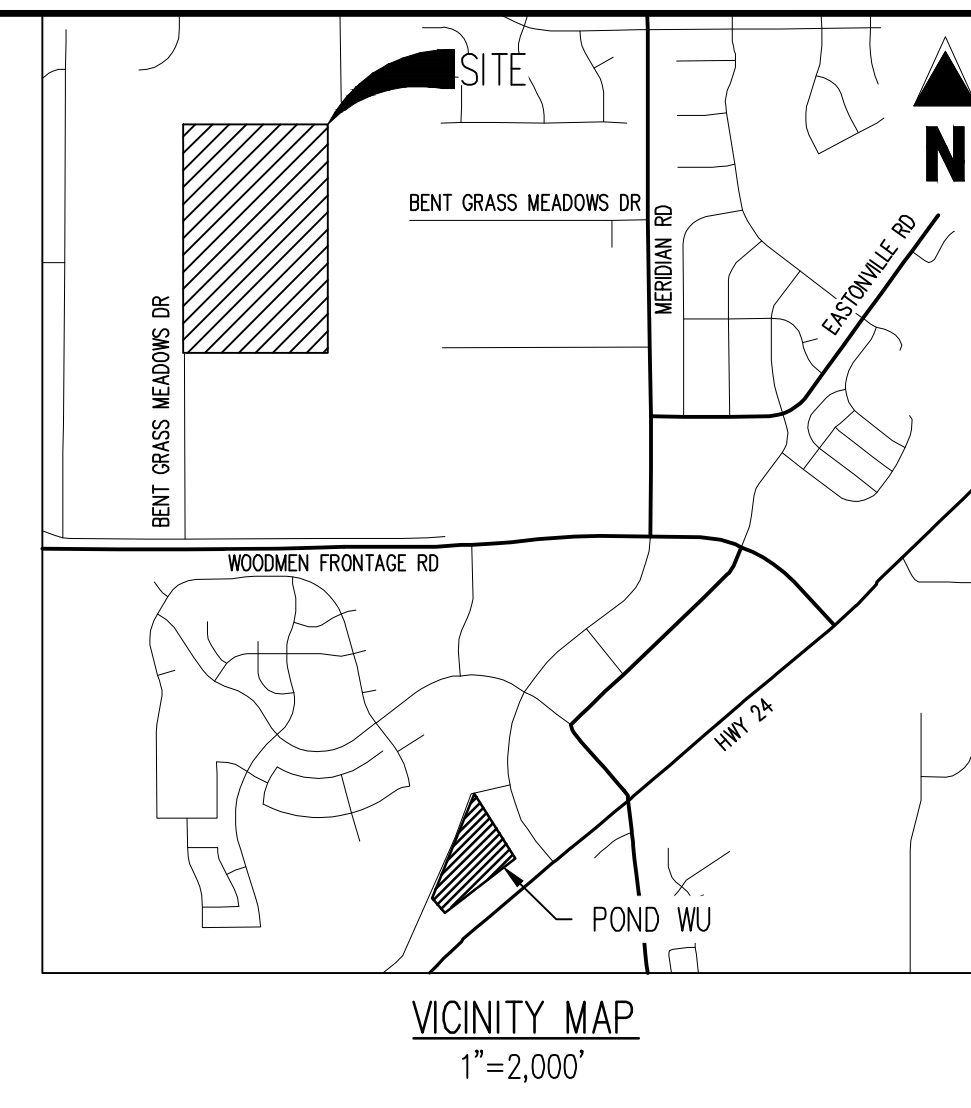 SITE
N
BENT GRASS MEADOWS DR
MERIDIAN RD
EASTONVILLE RD
BENT GRASS MEADOWS DR
WOODMEN FRONTAGE RD
HWY 24
POND WU
VICINITY MAP
1"=2,000'